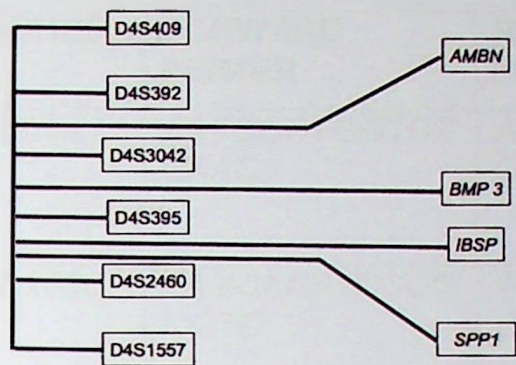 D4S409
AMBN
D4S392
D4S3042
BMP 3
D4S395
IBSP
D4S2460
SPP1
D4S1557